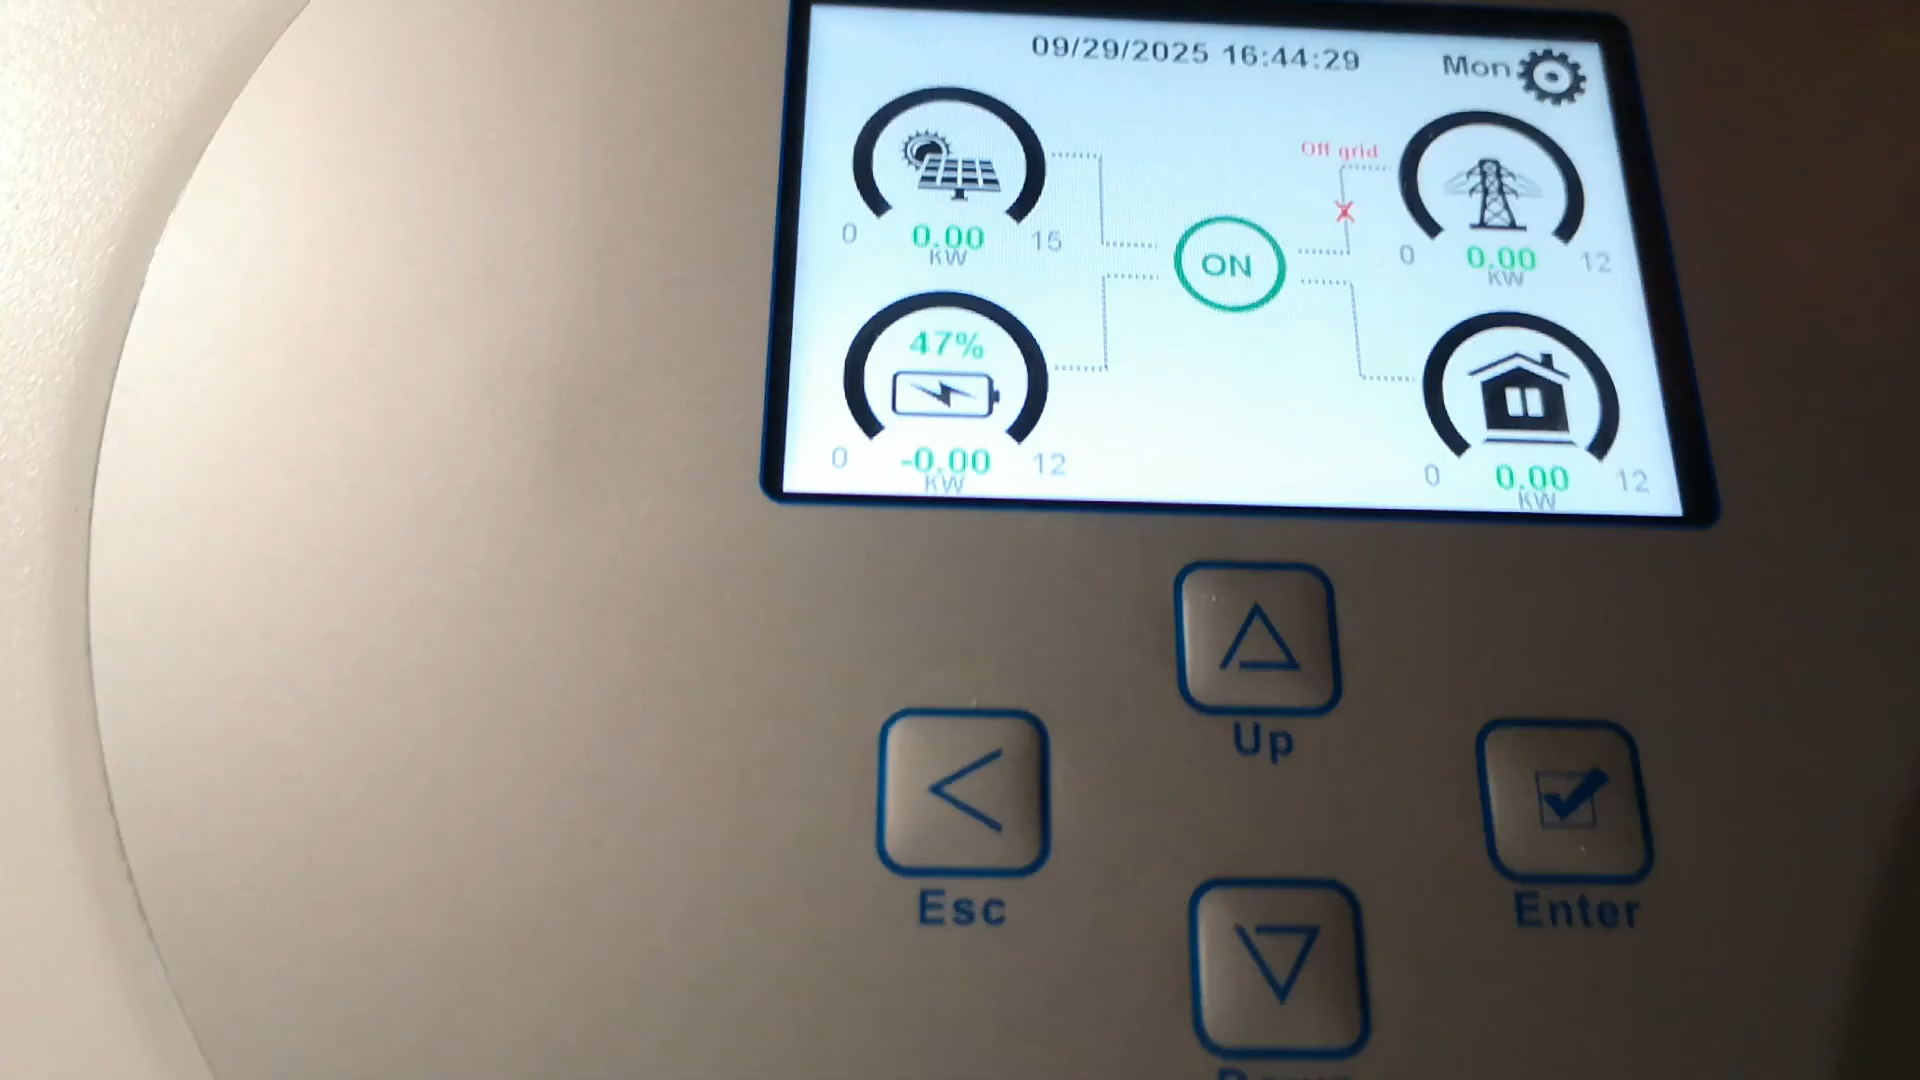 09/29/2025 16:44:29 Mon
Off grid
0 0.00 15
KW
0 0.00 12
KW
ON
47%
0 -0.00 12
KW
0 0.00 12
KW
Up
Esc
Enter